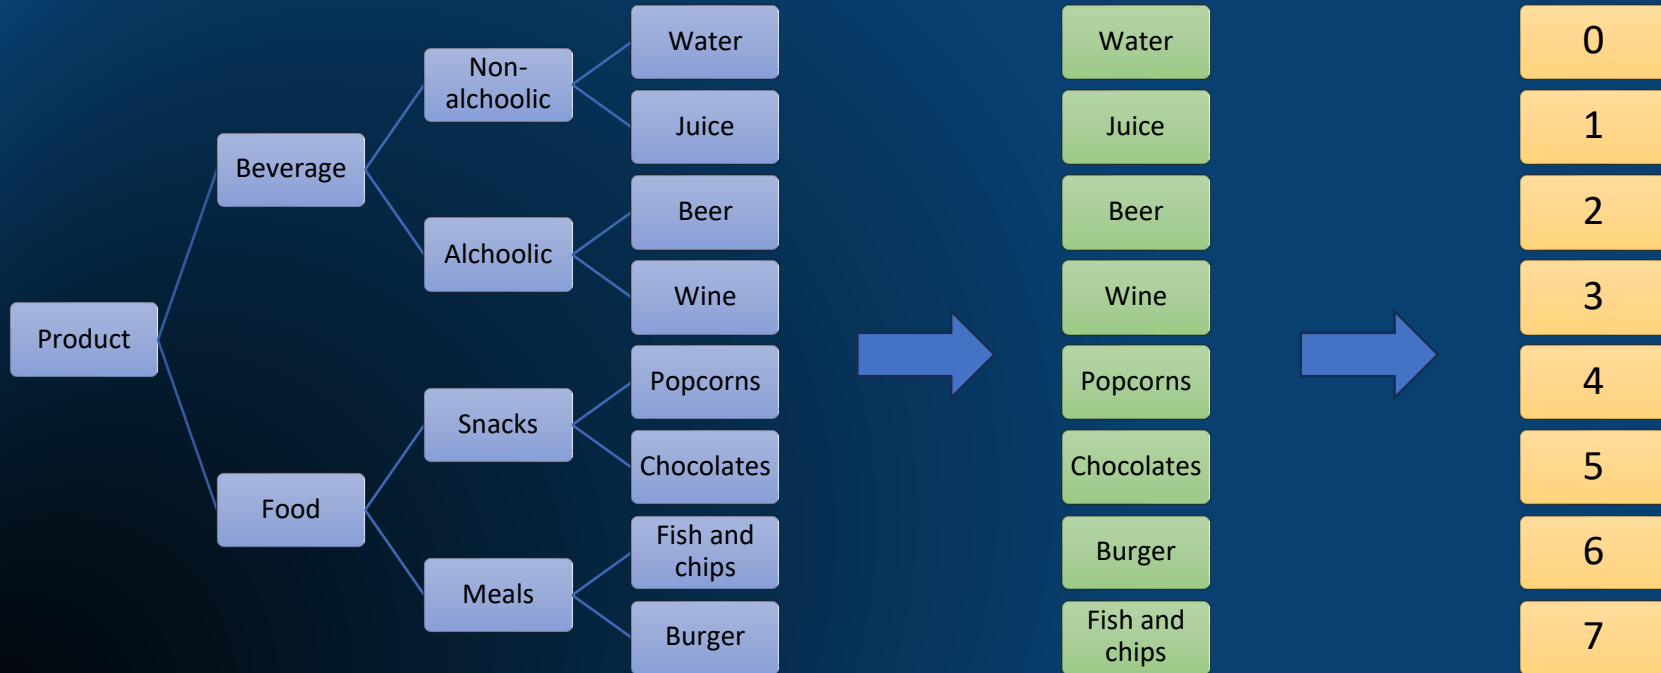 Product
Beverage
Food
Non-
alchoolic
Alchoolic
Snacks
Meals
Water
Juice
Beer
Wine
Popcorns
Chocolates
Fish and
chips
Burger
Water
Juice
Beer
Wine
Popcorns
Chocolates
Burger
Fish and
chips
0
1
2
3
4
5
6
7